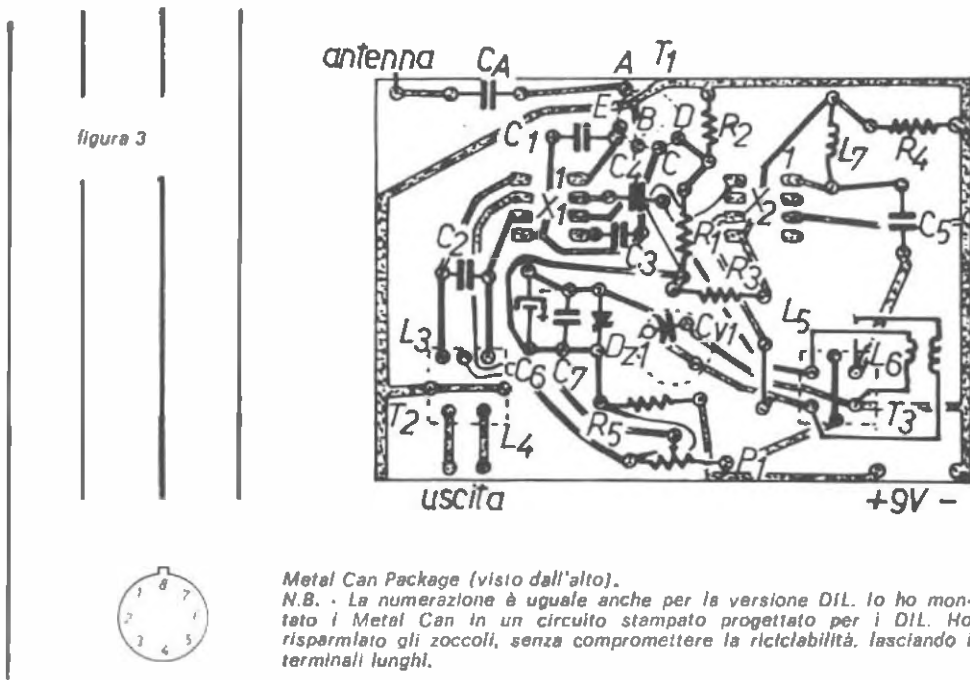 figura 3
antenna CA A T1
E B D R2
C1 C4 C L7 R4
1 1
X1 X2
C2 C3 R1 C5
R3
L3 Cv1 L5 L6
C6 C7 Dz1
T2 L4 R5 T3
P1
uscita +9V -
8
1 7
2
3 5
4
Metal Can Package (visto dall'alto).
N.B. - La numerazione è uguale anche per la versione DIL. Io ho mon-
tato i Metal Can in un circuito stampato progettato per i DIL. Ho
risparmiato gli zoccoli, senza compromettere la riciclabilità, lasciando i
terminali lunghi.